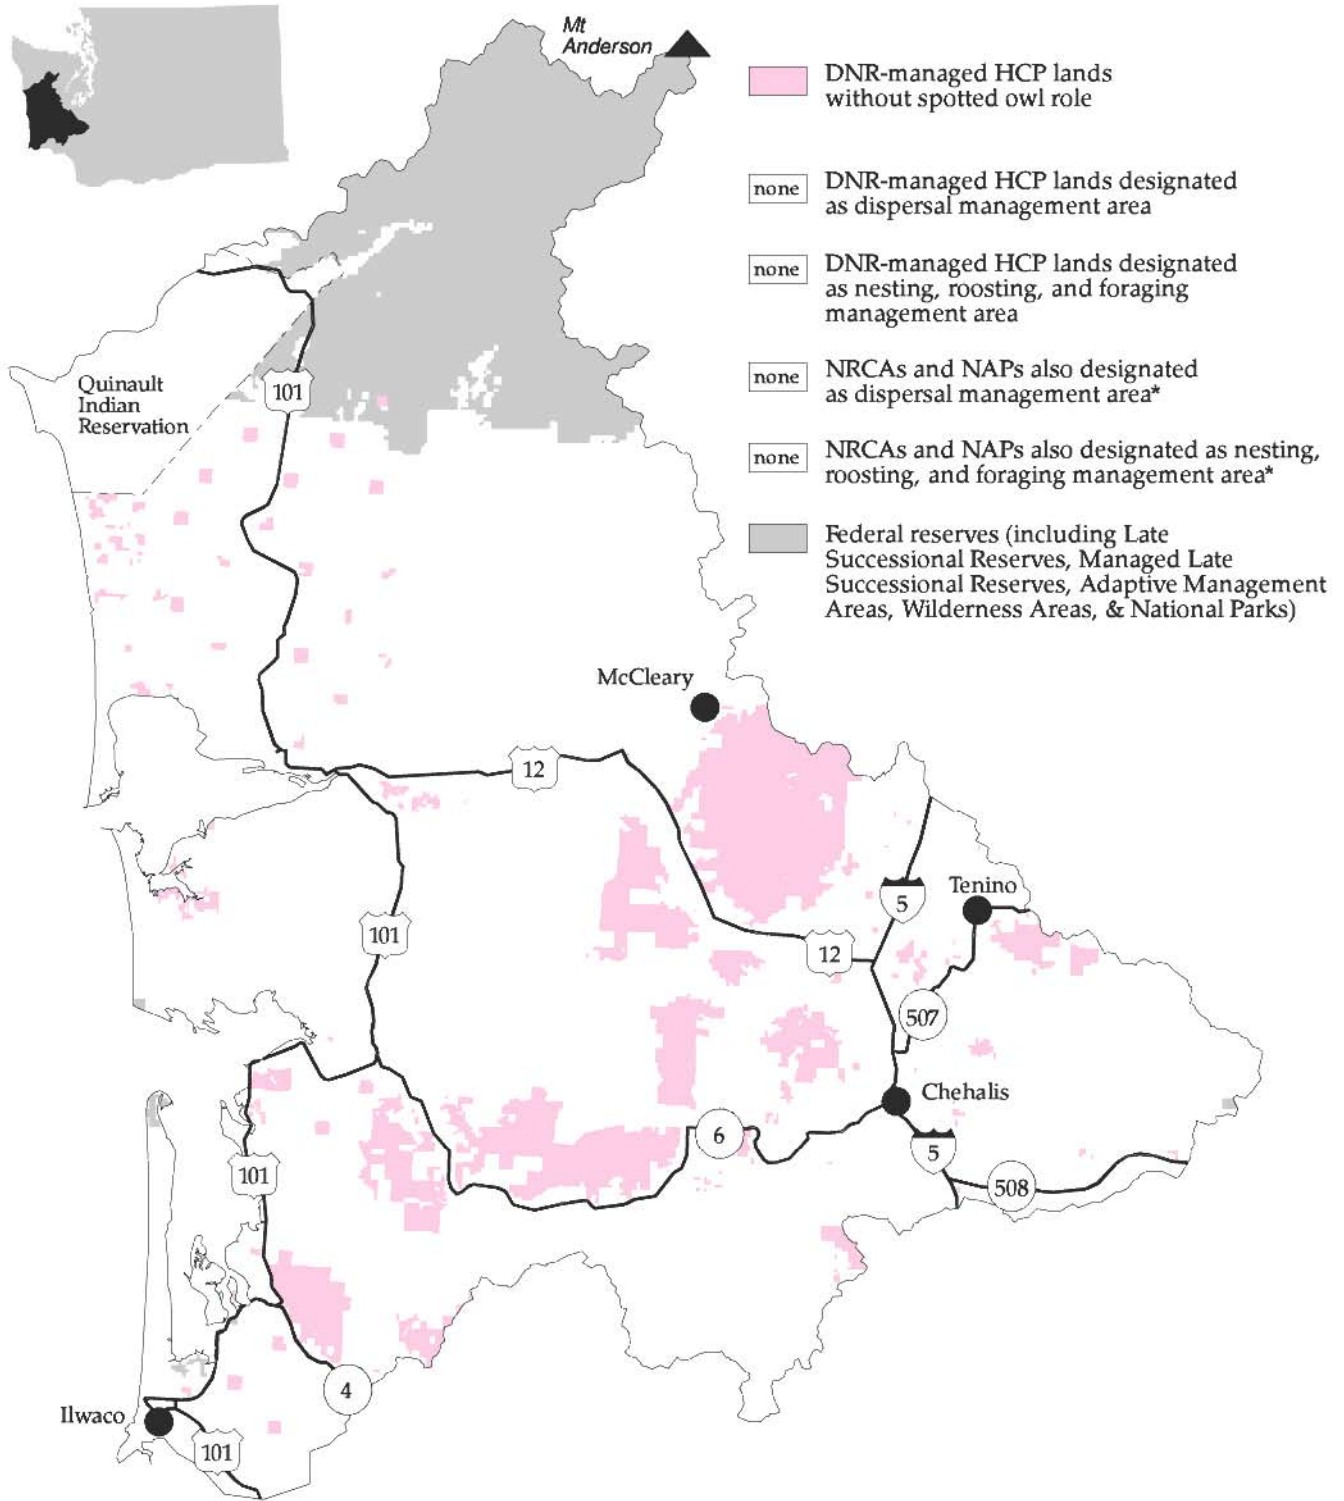 Mt
Anderson
DNR-managed HCP lands
without spotted owl role
none
DNR-managed HCP lands designated
as dispersal management area
none
DNR-managed HCP lands designated
as nesting, roosting, and foraging
management area
none
NRCAs and NAPs also designated
as dispersal management area*
none
NRCAs and NAPs also designated as nesting,
roosting, and foraging management area*
Federal reserves (including Late
Successional Reserves, Managed Late
Successional Reserves, Adaptive Management
Areas, Wilderness Areas, & National Parks)
Quinault
Indian
Reservation
101
McCleary
12
Tenino
5
101
12
507
Chehalis
6
5
101
508
4
Ilwaco
101